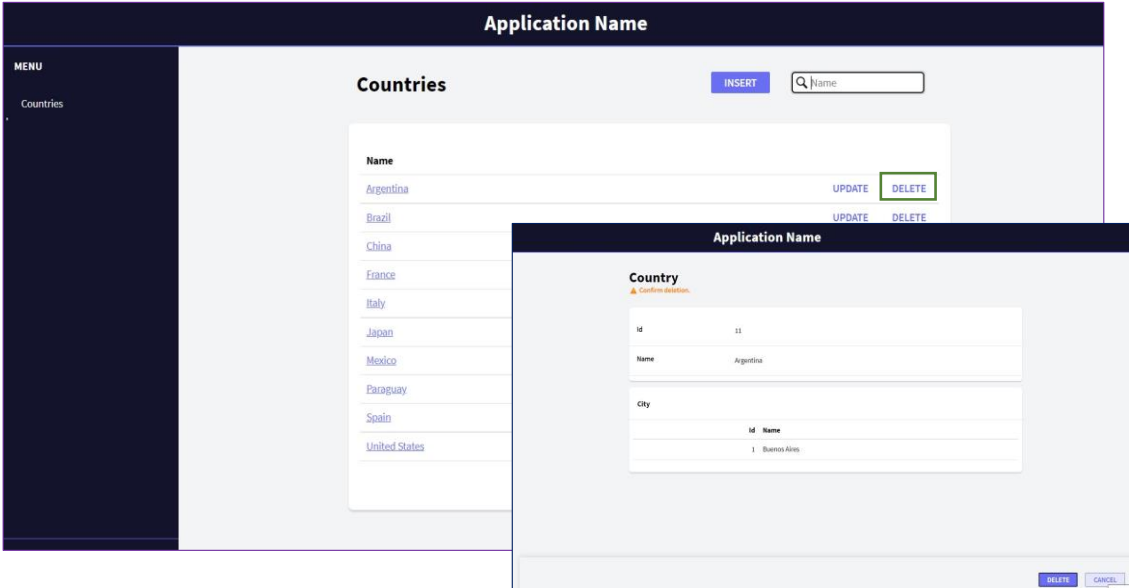 Application Name
MENU
Countries
Countries
INSERT
Name
Name
Argentina UPDATE DELETE
Brazil UPDATE DELETE
China
France
Italy
Japan
Mexico
Paraguay
Spain
United States
Application Name
Country
Confirm deletion.
Id 11
Name Argentina
City
Id Name
1 Buenos Aires
DELETE CANCEL